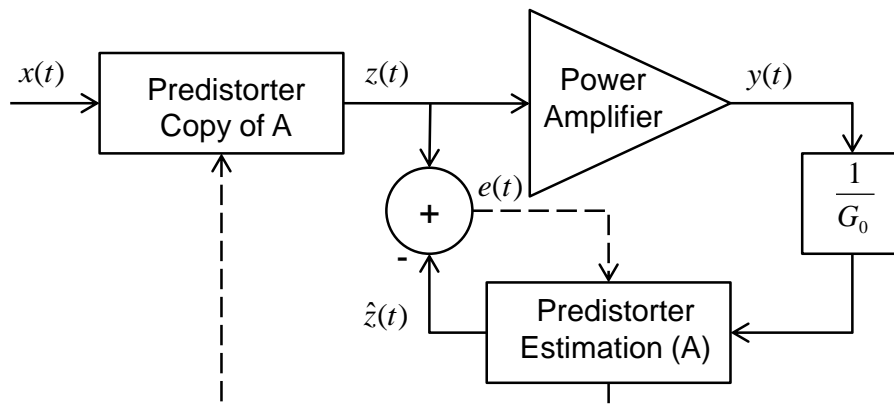 x(t)
Predistorter
Copy of A
z(t)
Power
Amplifier
y(t)
1
G₀
e(t)
+
-
ẑ(t)
Predistorter
Estimation (A)